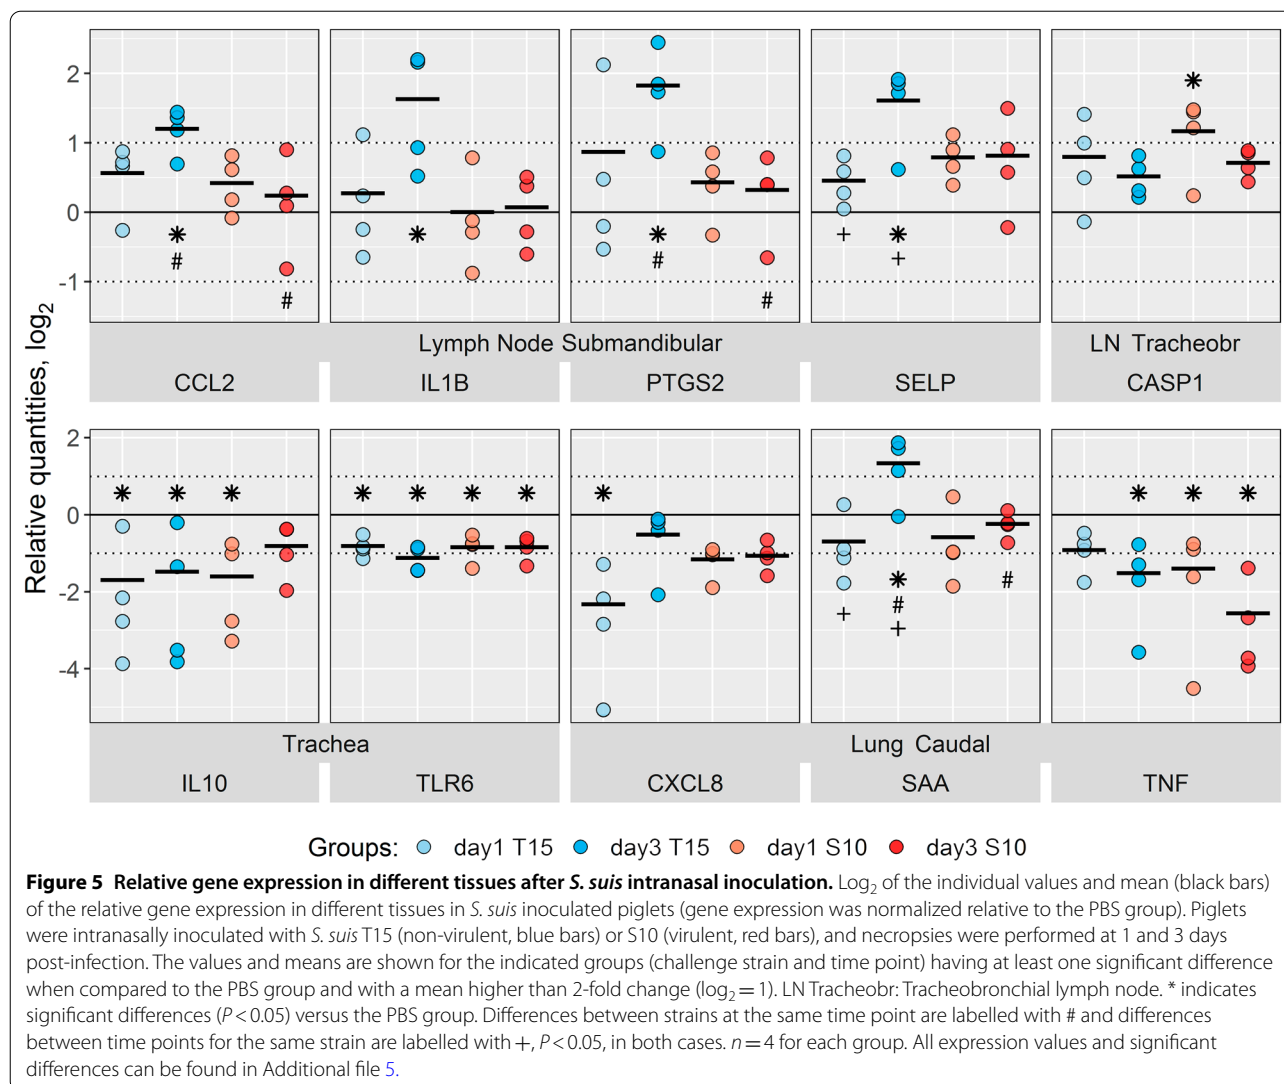 Relative quantities, log2
2
1
0
-1
* # #
*
* # #
+ * +
*
Lymph Node Submandibular LN Tracheobr
CCL2 IL1B PTGS2 SELP CASP1
2
0
-2
-4
* * *
* * * *
*
+ * # + #
* * *
Trachea Lung Caudal
IL10 TLR6 CXCL8 SAA TNF
Groups: day1 T15 day3 T15 day1 S10 day3 S10
Figure 5 Relative gene expression in different tissues after S. suis intranasal inoculation. Log2 of the individual values and mean (black bars)
of the relative gene expression in different tissues in S. suis inoculated piglets (gene expression was normalized relative to the PBS group). Piglets
were intranasally inoculated with S. suis T15 (non-virulent, blue bars) or S10 (virulent, red bars), and necropsies were performed at 1 and 3 days
post-infection. The values and means are shown for the indicated groups (challenge strain and time point) having at least one significant difference
when compared to the PBS group and with a mean higher than 2-fold change (log2 = 1). LN Tracheobr: Tracheobronchial lymph node. * indicates
significant differences (P < 0.05) versus the PBS group. Differences between strains at the same time point are labelled with # and differences
between time points for the same strain are labelled with +, P < 0.05, in both cases. n = 4 for each group. All expression values and significant
differences can be found in Additional file 5.